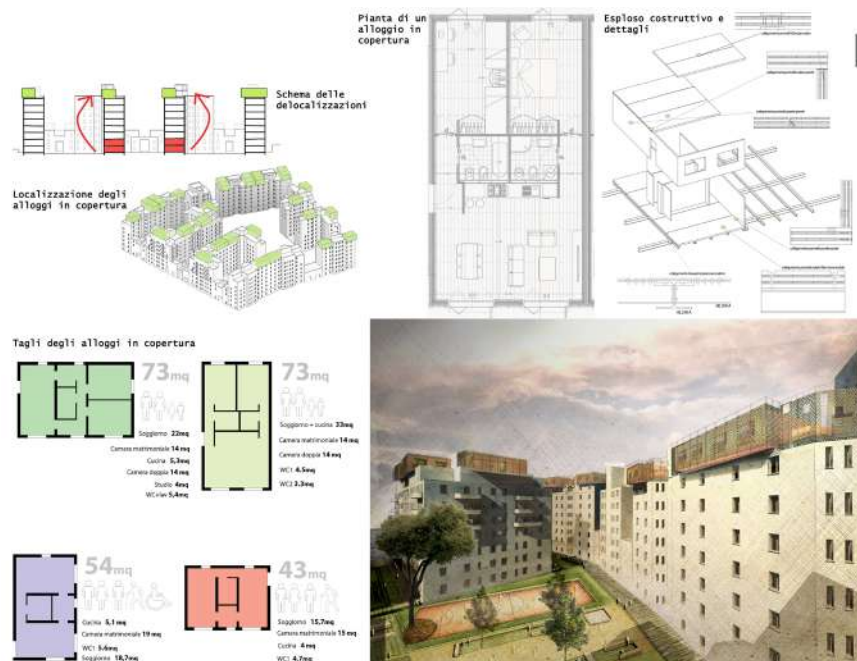 Pianta di un
alloggio in
copertura
Esploso costruttivo e
dettagli
Schema delle
delocalizzazioni
Localizzazione degli
alloggi in copertura
Tagli degli alloggi in copertura
73mq
Soggiorno 22mq
Camera matrimoniale 14 mq
Cucina 5,3mq
Camera doppia 14 mq
Studio 4mq
5,4mq
73mq
Soggiorno + cucina 33mq
Camera matrimoniale 14 mq
Camera doppia 14 mq
WC1 4.5mq
WC2 3.3mq
54mq
Cucina 5,1 mq
Camera matrimoniale 19 mq
WC1 5.6mq
Soggiorno 18,7mq
43mq
Soggiorno 15,7mq
Camera matrimoniale 15 mq
Cucina 4 mq
WC1 4.7mq